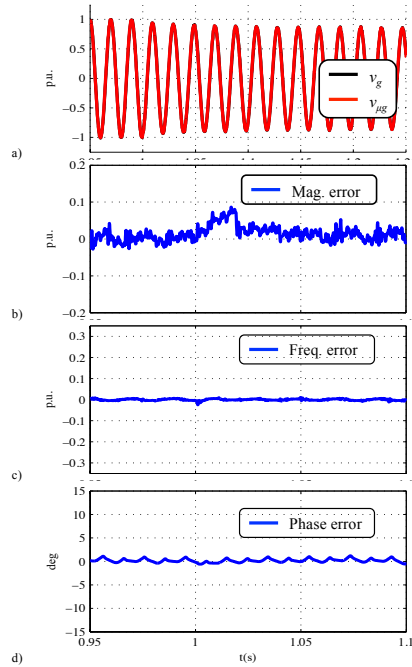 1
0.5
0
−0.5
−1
p.u.
v_g
v_μg
a)
0.2
0.1
0
−0.1
−0.2
p.u.
Mag. error
b)
0.3
0.2
0.1
0
−0.1
−0.2
−0.3
p.u.
Freq. error
c)
15
10
5
0
−5
−10
−15
deg
Phase error
0.95
1
1.05
1.1
t(s)
d)